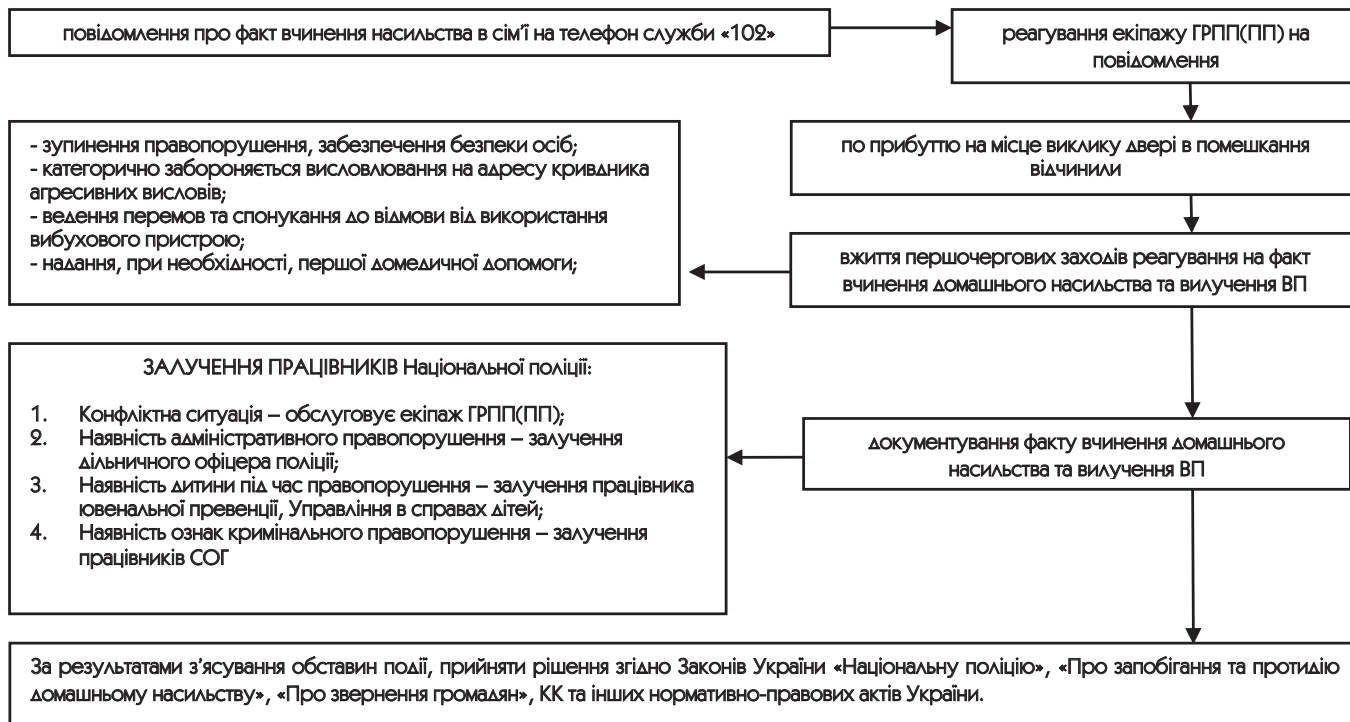 повідомлення про факт вчинення насильства в сім’ї на телефон служби «102»
реагування екіпажу ГРПП(ПП) на
повідомлення
по прибуттю на місце виклику двері в помешкання
відчинили
- зупинення правопорушення, забезпечення безпеки осіб;
- категорично забороняється висловлювання на адресу кривдника
агресивних висловів;
- ведення перемов та спонукання до відмови від використання
вибухового пристрою;
- надання, при необхідності, першої домедичної допомоги;
вжиття першочергових заходів реагування на факт
вчинення домашнього насильства та вилучення ВП
ЗАЛУЧЕННЯ ПРАЦІВНИКІВ Національної поліції:
1. Конфліктна ситуація – обслуговує екіпаж ГРПП(ПП);
2. Наявність адміністративного правопорушення – залучення
дільничного офіцера поліції;
3. Наявність дитини під час правопорушення – залучення працівника
ювенальної превенції, Управління в справах дітей;
4. Наявність ознак кримінального правопорушення – залучення
працівників СОГ
документування факту вчинення домашнього
насильства та вилучення ВП
За результатами з’ясування обставин події, прийняти рішення згідно Законів України «Національну поліцію», «Про запобігання та протидію
домашньому насильству», «Про звернення громадян», КК та інших нормативно-правових актів України.